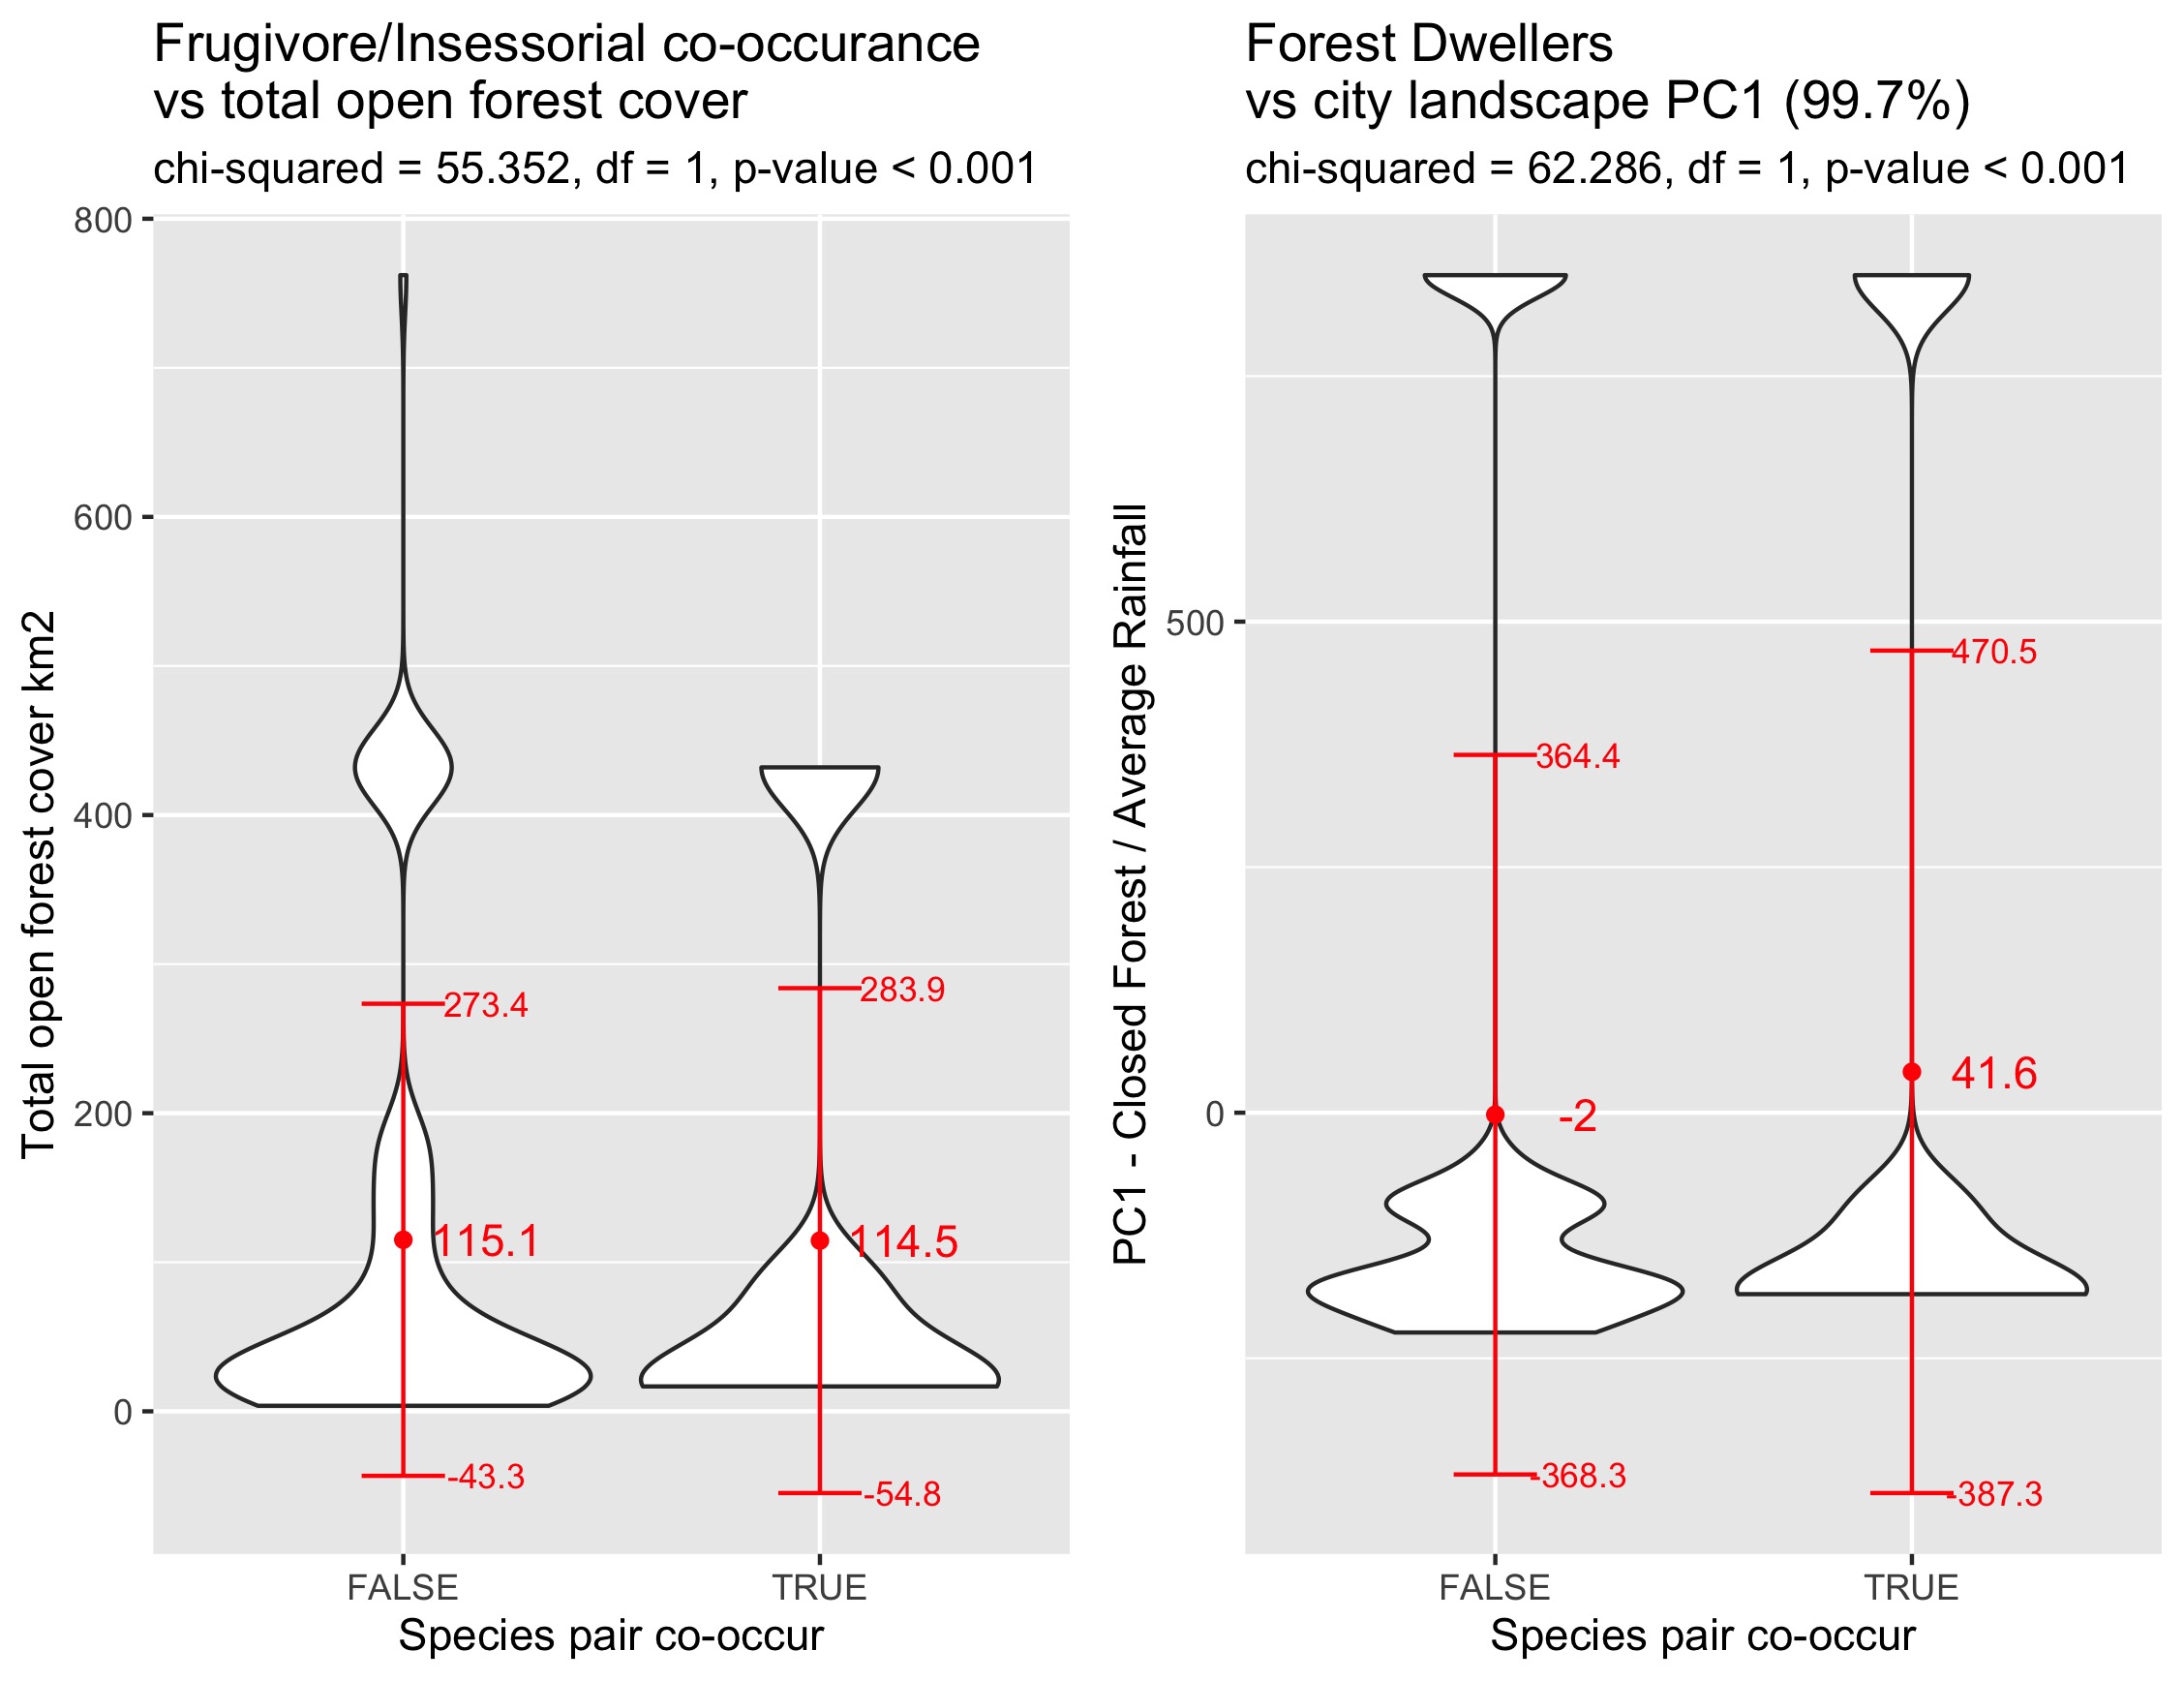 Frugivore/Insessorial co-occurance
vs total open forest cover
chi-squared = 55.352, df = 1, p-value < 0.001
Total open forest cover km2
800
600
400
200
0
273.4
115.1
-43.3
283.9
114.5
-54.8
FALSE
TRUE
Species pair co-occur
Forest Dwellers
vs city landscape PC1 (99.7%)
chi-squared = 62.286, df = 1, p-value < 0.001
PC1 - Closed Forest / Average Rainfall
500
0
364.4
-2
-368.3
470.5
41.6
-387.3
FALSE
TRUE
Species pair co-occur